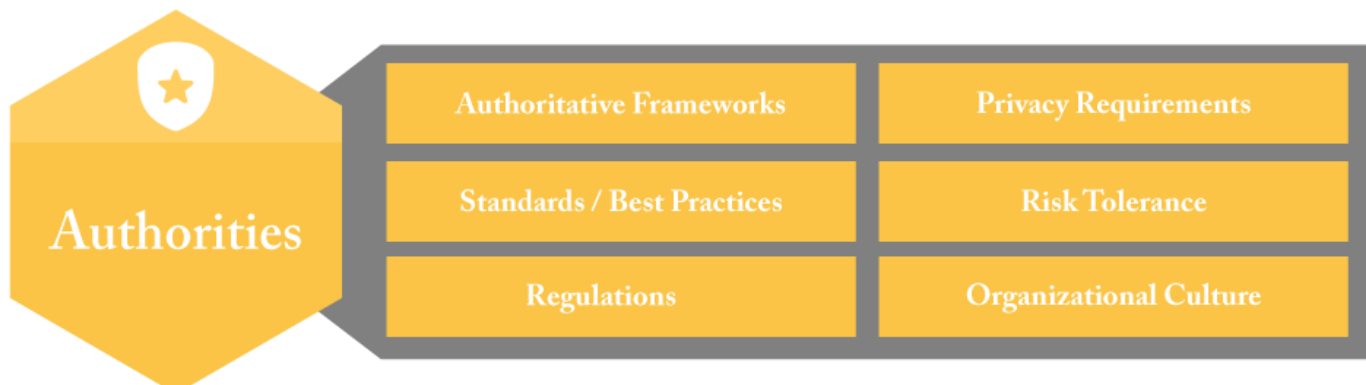 Authorities
Authoritative Frameworks
Privacy Requirements
Standards / Best Practices
Risk Tolerance
Regulations
Organizational Culture